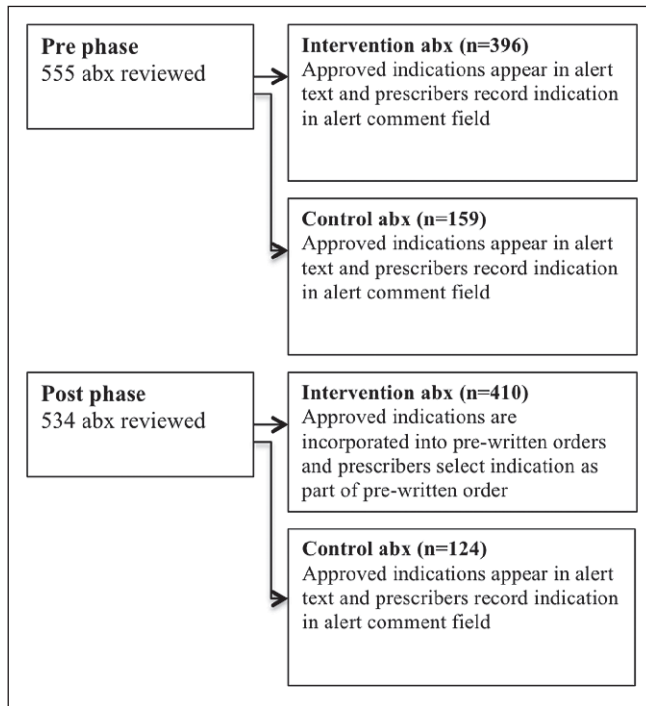 Pre phase
555 abx reviewed
Intervention abx (n=396)
Approved indications appear in alert
text and prescribers record indication
in alert comment field
Control abx (n=159)
Approved indications appear in alert
text and prescribers record indication
in alert comment field
Post phase
534 abx reviewed
Intervention abx (n=410)
Approved indications are
incorporated into pre-written orders
and prescribers select indication as
part of pre-written order
Control abx (n=124)
Approved indications appear in alert
text and prescribers record indication
in alert comment field